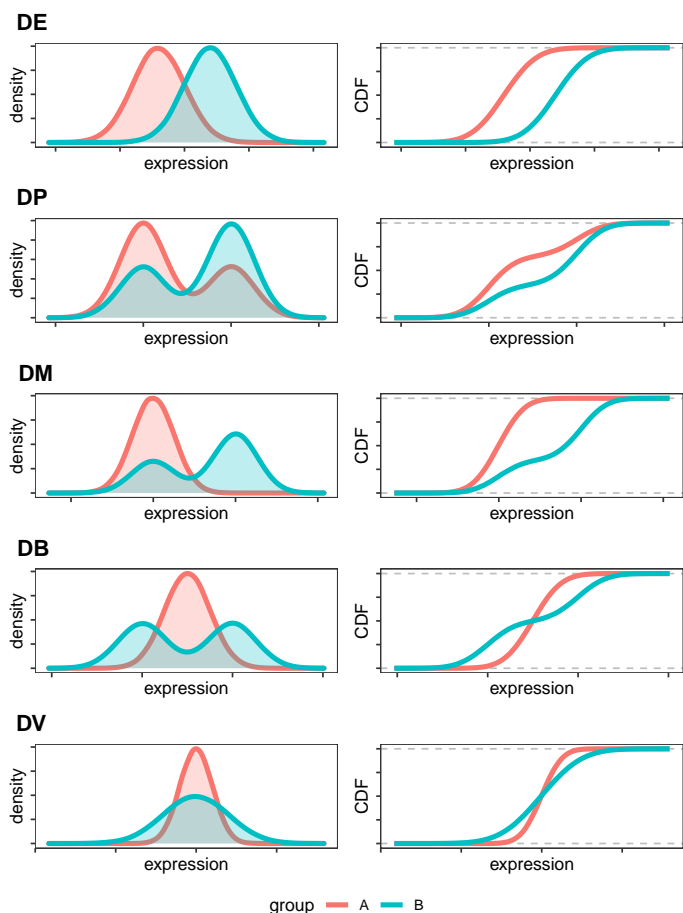 DE
density
expression
CDF
expression
DP
density
expression
CDF
expression
DM
density
expression
CDF
expression
DB
density
expression
CDF
expression
DV
density
expression
CDF
expression
group A B